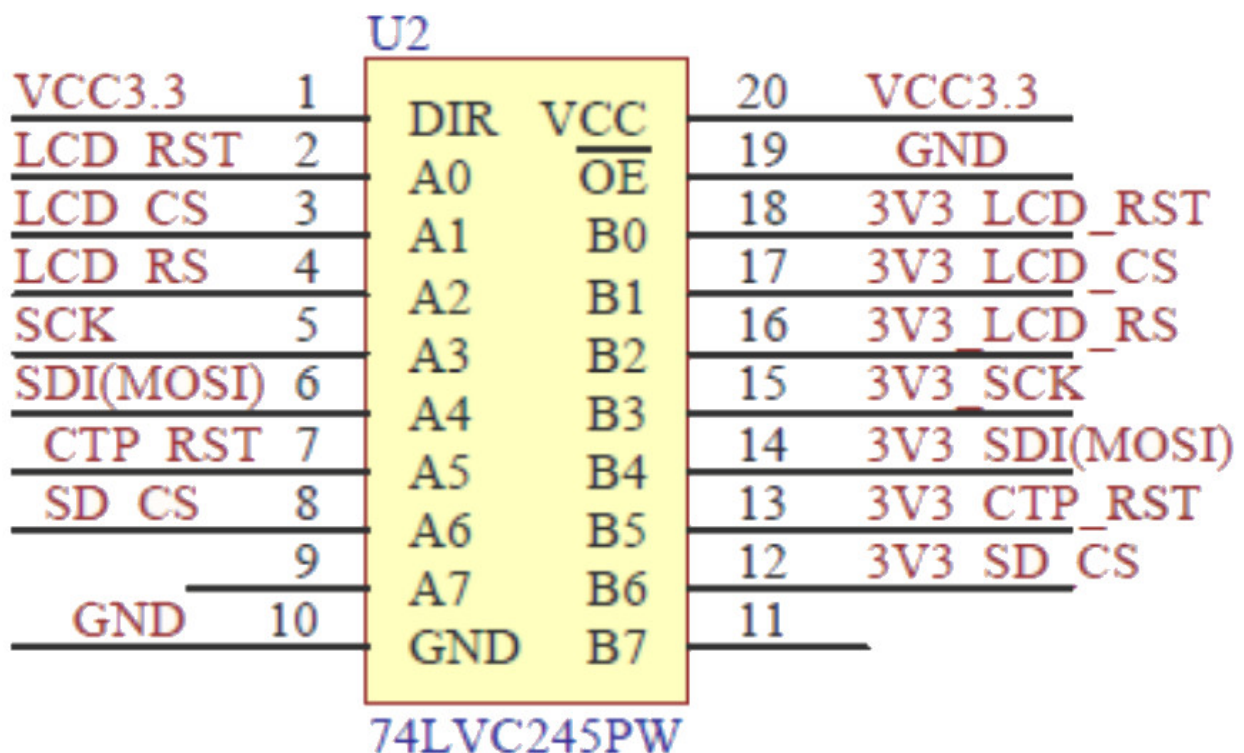 U2
VCC3.3 1 DIR VCC 20 VCC3.3
LCD_RST 2 A0 OE 19 GND
LCD_CS 3 A1 B0 18 3V3_LCD_RST
LCD_RS 4 A2 B1 17 3V3_LCD_CS
SCK 5 A3 B2 16 3V3_LCD_RS
SDI(MOSI) 6 A4 B3 15 3V3_SCK
CTP_RST 7 A5 B4 14 3V3_SDI(MOSI)
SD_CS 8 A6 B5 13 3V3_CTP_RST
9 A7 B6 12 3V3_SD_CS
GND 10 GND B7 11
74LVC245PW